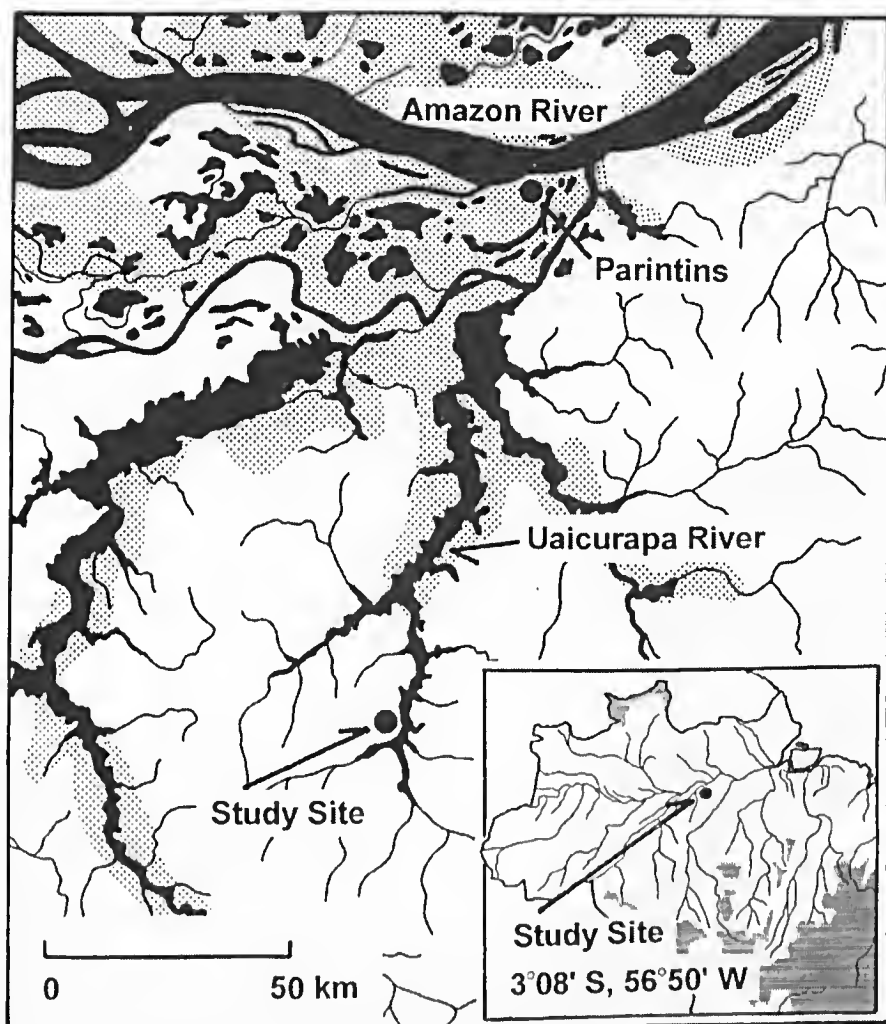 Amazon River
Parintins
Uaicurapa River
Study Site
0 50 km
Study Site
3°08' S, 56°50' W